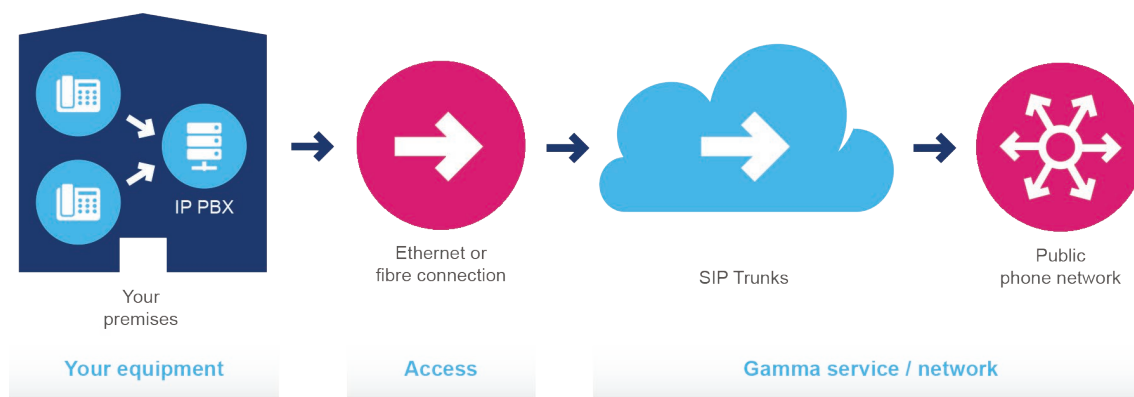 IP PBX
Your
premises
Ethernet or
fibre connection
SIP Trunks
Public
phone network
Your equipment
Access
Gamma service / network